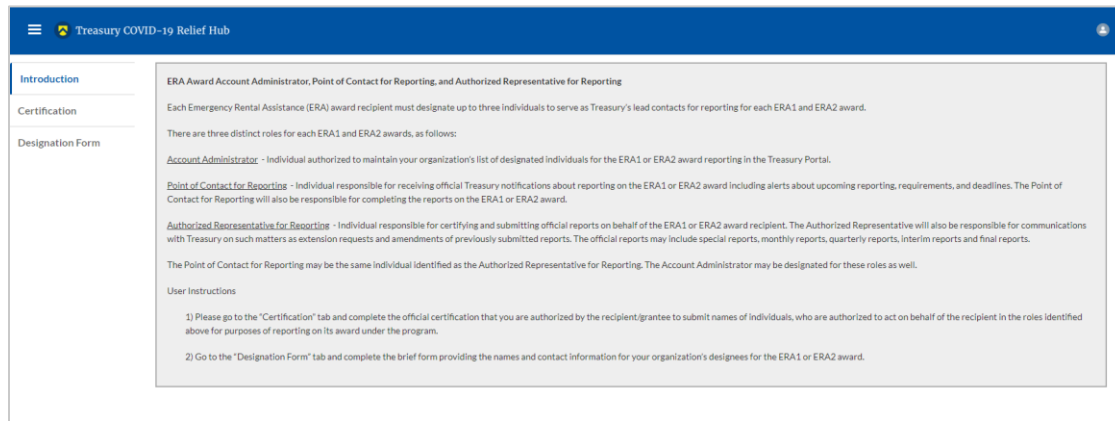 Treasury COVID-19 Relief Hub
Introduction
Certification
Designation Form
ERA Award Account Administrator, Point of Contact for Reporting, and Authorized Representative for Reporting
Each Emergency Rental Assistance (ERA) award recipient must designate up to three individuals to serve as Treasury's lead contacts for reporting for each ERA1 and ERA2 award.
There are three distinct roles for each ERA1 and ERA2 awards, as follows:
Account Administrator - Individual authorized to maintain your organization's list of designated individuals for the ERA1 or ERA2 award reporting in the Treasury Portal.
Point of Contact for Reporting - Individual responsible for receiving official Treasury notifications about reporting on the ERA1 or ERA2 award including alerts about upcoming reporting, requirements, and deadlines. The Point of
Contact for Reporting will also be responsible for completing the reports on the ERA1 or ERA2 award.
Authorized Representative for Reporting - Individual responsible for certifying and submitting official reports on behalf of the ERA1 or ERA2 award recipient. The Authorized Representative will also be responsible for communications
with Treasury on such matters as extension requests and amendments of previously submitted reports. The official reports may include special reports, monthly reports, quarterly reports, interim reports and final reports.
The Point of Contact for Reporting may be the same individual identified as the Authorized Representative for Reporting. The Account Administrator may be designated for these roles as well.
User Instructions
1) Please go to the "Certification" tab and complete the official certification that you are authorized by the recipient/grantee to submit names of individuals, who are authorized to act on behalf of the recipient in the roles identified
above for purposes of reporting on its award under the program.
2) Go to the "Designation Form" tab and complete the brief form providing the names and contact information for your organization's designees for the ERA1 or ERA2 award.